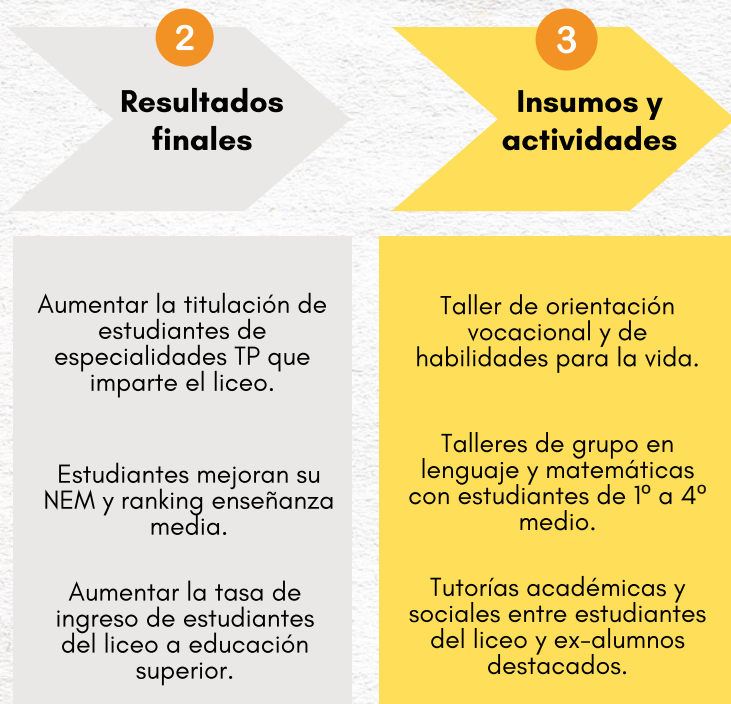 2
Resultados
finales
Aumentar la titulación de
estudiantes de
especialidades TP que
imparte el liceo.
Estudiantes mejoran su
NEM y ranking enseñanza
media.
Aumentar la tasa de
ingreso de estudiantes
del liceo a educación
superior.
3
Insumos y
actividades
Taller de orientación
vocacional y de
habilidades para la vida.
Talleres de grupo en
lenguaje y matemáticas
con estudiantes de 1º a 4º
medio.
Tutorías académicas y
sociales entre estudiantes
del liceo y ex-alumnos
destacados.